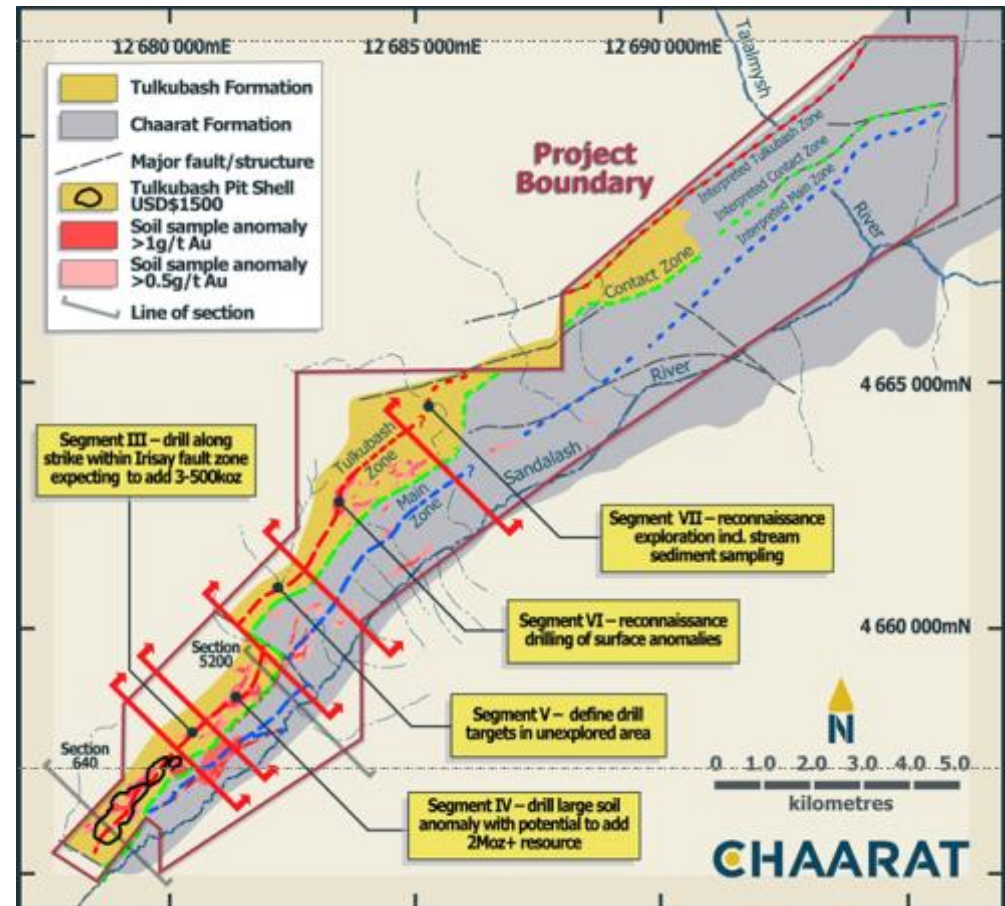 12 680 000mE
12 685 000mE
12 690 000mE
Tulkubash Formation
Chaarat Formation
Major fault/structure
Tulkubash Pit Shell
USD$1500
Soil sample anomaly
>1g/t Au
Soil sample anomaly
>0.5g/t Au
Line of section
Project
Boundary
Interpreted Tulkubash Zone
Interpreted Contact Zone
Interpreted Main Zone
River
Contact Zone
River
Sandalash
4 665 000mN
Tulkubash
Zone
?
Main
Zone
?
Segment III – drill along
strike within Irisay fault zone
expecting to add 3-500koz
Segment VII – reconnaissance
exploration incl. stream
sediment sampling
Segment VI – reconnaissance
drilling of surface anomalies
4 660 000mN
Section
5200
Segment V – define drill
targets in unexplored area
Section
640
Segment IV – drill large soil
anomaly with potential to add
2Moz+ resource
N
0 1.0 2.0 3.0 4.0 5.0
kilometres
CHAARAT